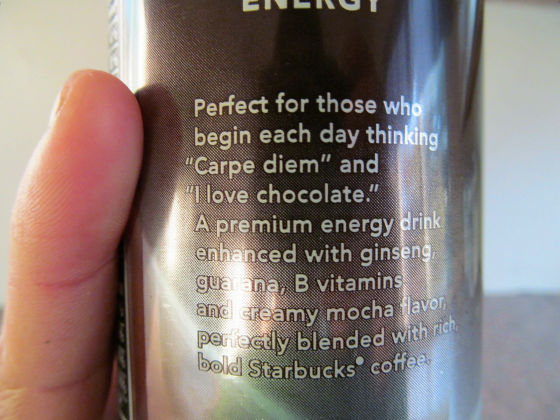 ENERGY
Perfect for those who
begin each day thinking
“Carpe diem” and
“I love chocolate.”
A premium energy drink
enhanced with ginseng,
guarana, B vitamins
and creamy mocha flavor,
perfectly blended with rich,
bold Starbucks® coffee.